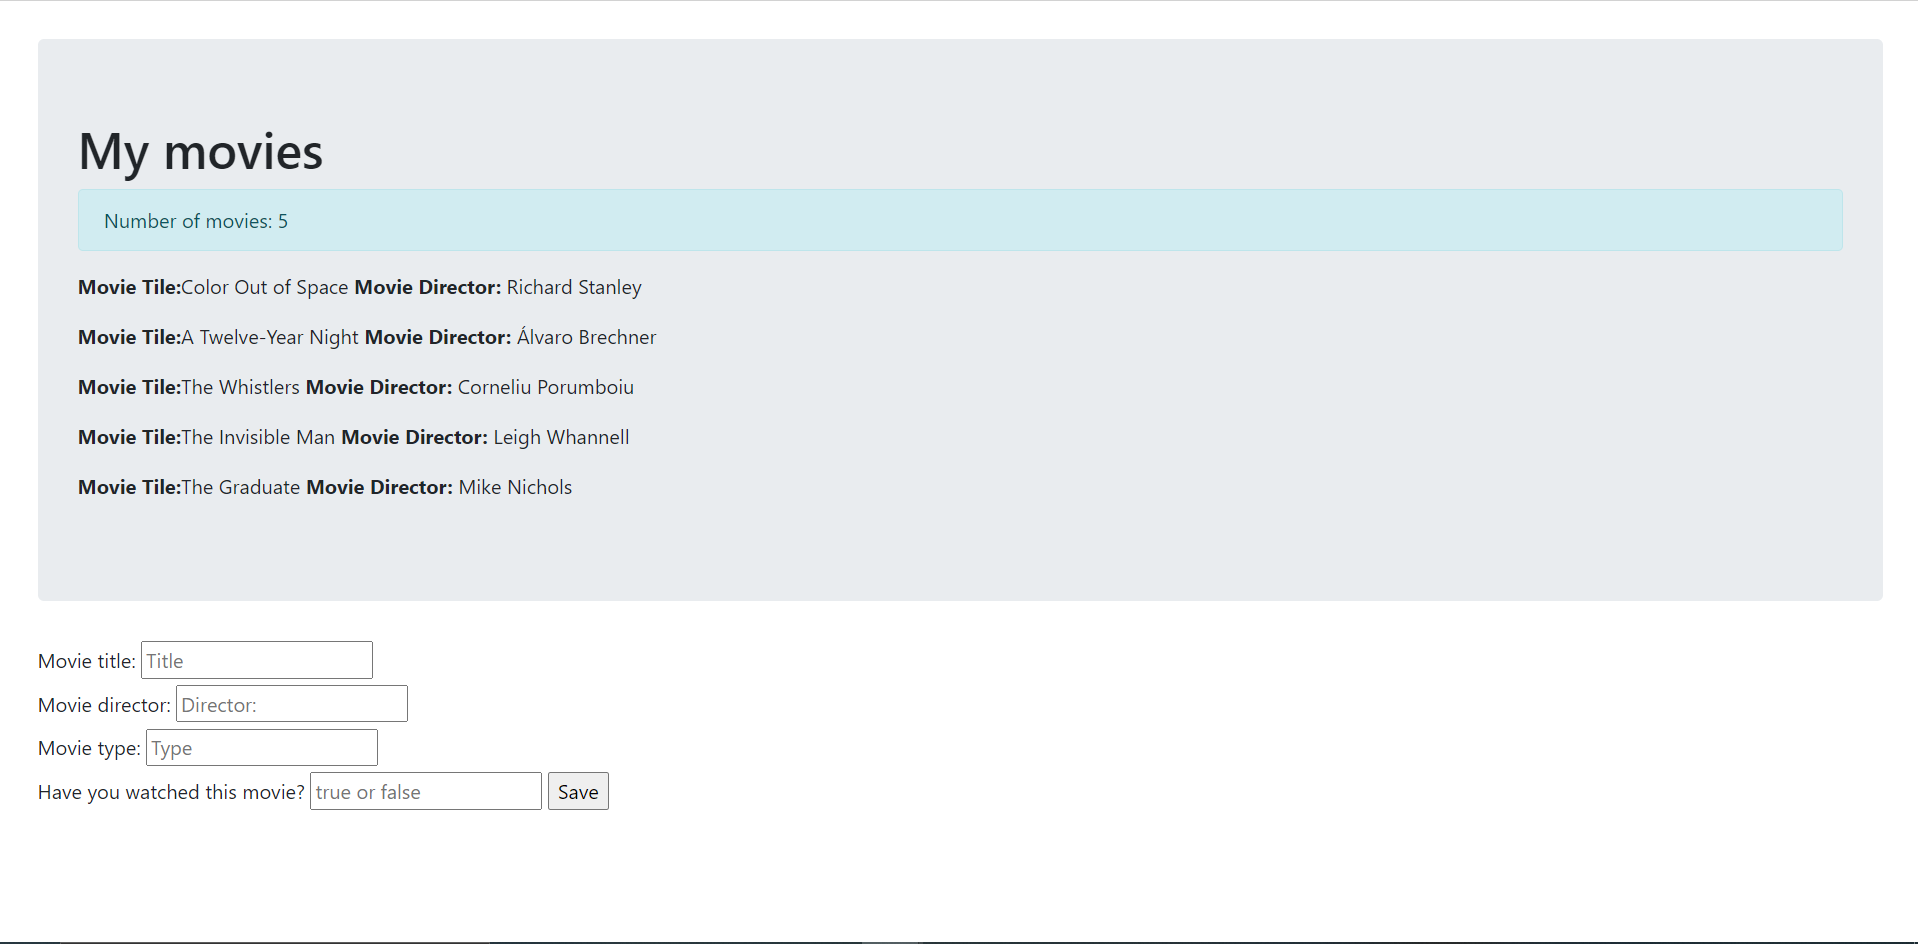 My movies
Number of movies: 5
Movie Tile:Color Out of Space Movie Director: Richard Stanley
Movie Tile:A Twelve-Year Night Movie Director: Álvaro Brechner
Movie Tile:The Whistlers Movie Director: Corneliu Porumboiu
Movie Tile:The Invisible Man Movie Director: Leigh Whannell
Movie Tile:The Graduate Movie Director: Mike Nichols
Movie title: Title
Movie director: Director:
Movie type: Type
Have you watched this movie? true or false Save